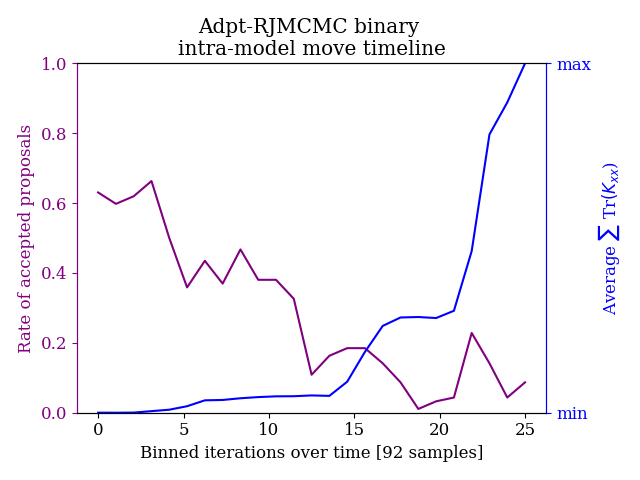 Adpt-RJMCMC binary
intra-model move timeline
1.0
0.8
0.6
0.4
0.2
0.0
Rate of accepted proposals
max
min
Average ∑ Tr(Kxx)
0 5 10 15 20 25
Binned iterations over time [92 samples]